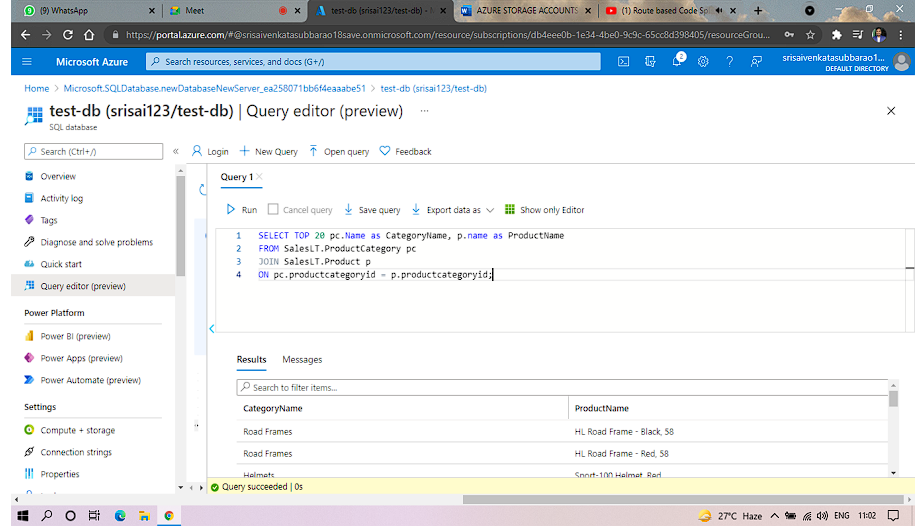 (9) WhatsApp
Meet
test-db (srisai123/test-db) - M
AZURE STORAGE ACCOUNTS
(1) Route based Code Spl
https://portal.azure.com/#@srisaivenkatasubbarao18save.onmicrosoft.com/resource/subscriptions/db4eee0b-1e34-4be0-9c9c-65cc8d398405/resourceGrou...
Microsoft Azure
Search resources, services, and docs (G+/)
2
srisaivenkatasubbarao1...
DEFAULT DIRECTORY
Home > Microsoft.SQLDatabase.newDatabaseNewServer_ea258071bb6f4eaaabe51 > test-db (srisai123/test-db)
test-db (srisai123/test-db) | Query editor (preview) ...
SQL database
Search (Ctrl+/)
Login
New Query
Open query
Feedback
Overview
Activity log
Tags
Diagnose and solve problems
Quick start
Query editor (preview)
Power Platform
Power BI (preview)
Power Apps (preview)
Power Automate (preview)
Settings
Compute + storage
Connection strings
Properties
Query 1
Run
Cancel query
Save query
Export data as
Show only Editor
1 SELECT TOP 20 pc.Name as CategoryName, p.name as ProductName
2 FROM SalesLT.ProductCategory pc
3 JOIN SalesLT.Product p
4 ON pc.productcategoryid = p.productcategoryid;
Results
Messages
Search to filter items...
CategoryName ProductName
Road Frames HL Road Frame - Black, 58
Road Frames HL Road Frame - Red, 58
Helmets Sport-100 Helmet, Red
Query succeeded | 0s
27°C Haze
ENG
11:02